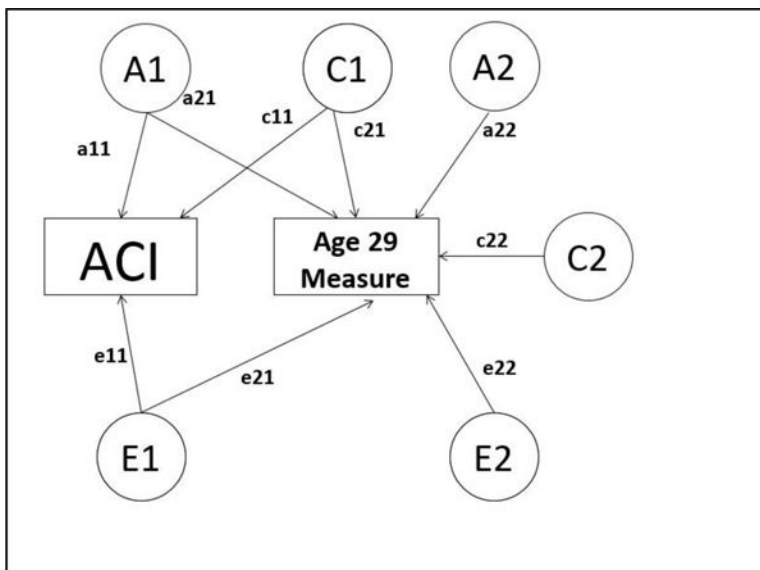 A1
C1
A2
a21
c11
c21
a11
a22
ACI
Age 29
Measure
c22
C2
e11
e21
e22
E1
E2